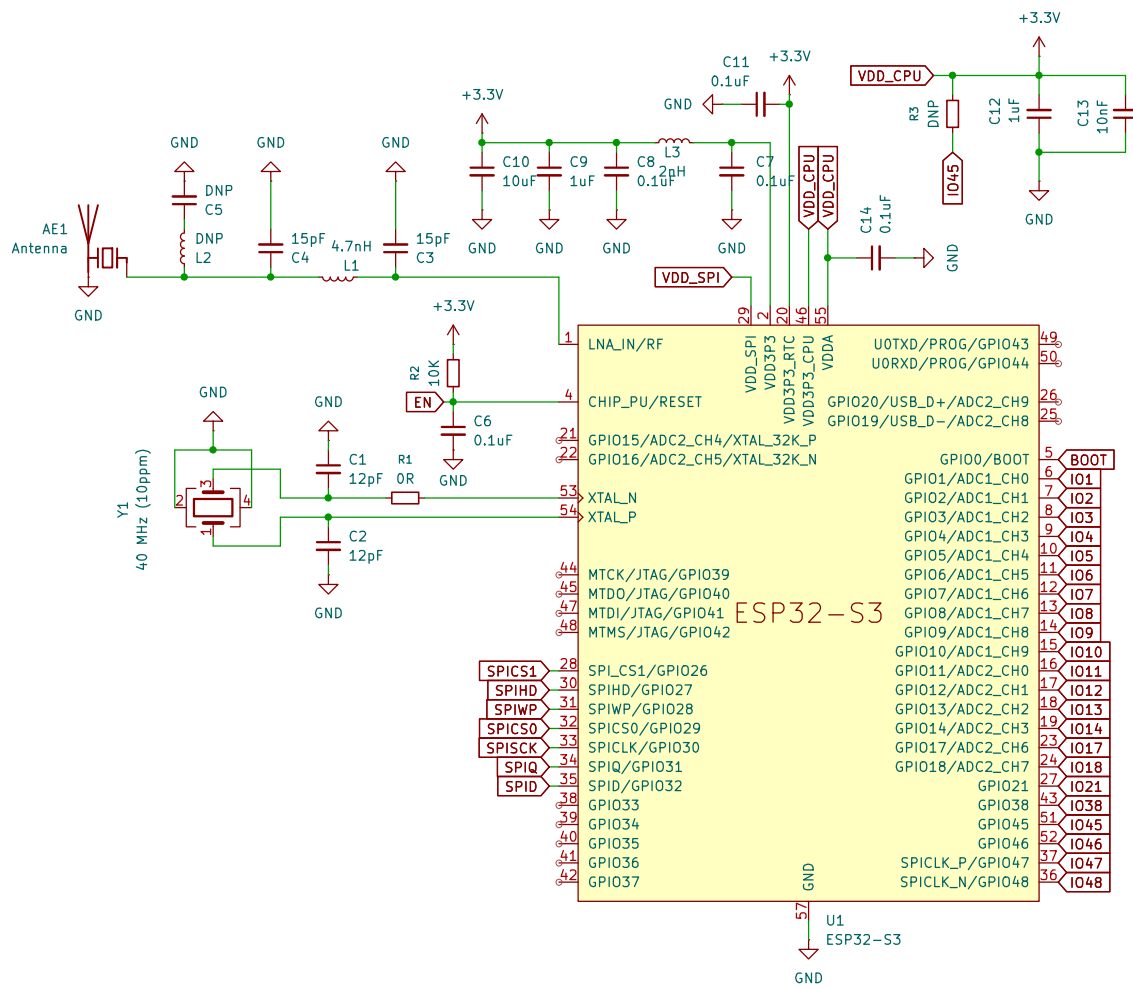 +3.3V
VDD_CPU
R3
DNP
C12
1uF
C13
10nF
IO45
GND
C11
0.1uF
GND
+3.3V
+3.3V
C10
10uF
C9
1uF
C8
0.1uF
L3
2nH
C7
0.1uF
GND
GND
GND
GND
VDD_CPU
VDD_CPU
C14
0.1uF
GND
VDD_SPI
GND
GND
GND
DNP
C5
DNP
L2
15pF
C4
4.7nH
L1
15pF
C3
AE1
Antenna
GND
+3.3V
R2
10K
EN
C6
0.1uF
GND
GND
GND
C1
12pF
R1
0R
Y1
40 MHz (10ppm)
3
2
4
1
C2
12pF
GND
29
2
20
46
55
VDD_SPI
VDD3P3
VDD3P3_RTC
VDD3P3_CPU
VDDA
1 LNA_IN/RF
4 CHIP_PU/RESET
21 GPIO15/ADC2_CH4/XTAL_32K_P
22 GPIO16/ADC2_CH5/XTAL_32K_N
53 XTAL_N
54 XTAL_P
44 MTCK/JTAG/GPIO39
45 MTDO/JTAG/GPIO40
47 MTDI/JTAG/GPIO41
48 MTMS/JTAG/GPIO42
SPICS1 28 SPI_CS1/GPIO26
SPIHD 30 SPIHD/GPIO27
SPIWP 31 SPIWP/GPIO28
SPICS0 32 SPICS0/GPIO29
SPISCK 33 SPICLK/GPIO30
SPIQ 34 SPIQ/GPIO31
SPID 35 SPID/GPIO32
38 GPIO33
39 GPIO34
40 GPIO35
41 GPIO36
42 GPIO37
ESP32-S3
U0TXD/PROG/GPIO43 49
U0RXD/PROG/GPIO44 50
GPIO20/USB_D+/ADC2_CH9 26
GPIO19/USB_D-/ADC2_CH8 25
GPIO0/BOOT 5 BOOT
GPIO1/ADC1_CH0 6 IO1
GPIO2/ADC1_CH1 7 IO2
GPIO3/ADC1_CH2 8 IO3
GPIO4/ADC1_CH3 9 IO4
GPIO5/ADC1_CH4 10 IO5
GPIO6/ADC1_CH5 11 IO6
GPIO7/ADC1_CH6 12 IO7
GPIO8/ADC1_CH7 13 IO8
GPIO9/ADC1_CH8 14 IO9
GPIO10/ADC1_CH9 15 IO10
GPIO11/ADC2_CH0 16 IO11
GPIO12/ADC2_CH1 17 IO12
GPIO13/ADC2_CH2 18 IO13
GPIO14/ADC2_CH3 19 IO14
GPIO17/ADC2_CH6 23 IO17
GPIO18/ADC2_CH7 24 IO18
GPIO21 27 IO21
GPIO38 43 IO38
GPIO45 51 IO45
GPIO46 52 IO46
SPICLK_P/GPIO47 37 IO47
SPICLK_N/GPIO48 36 IO48
GND
57
U1
ESP32-S3
GND